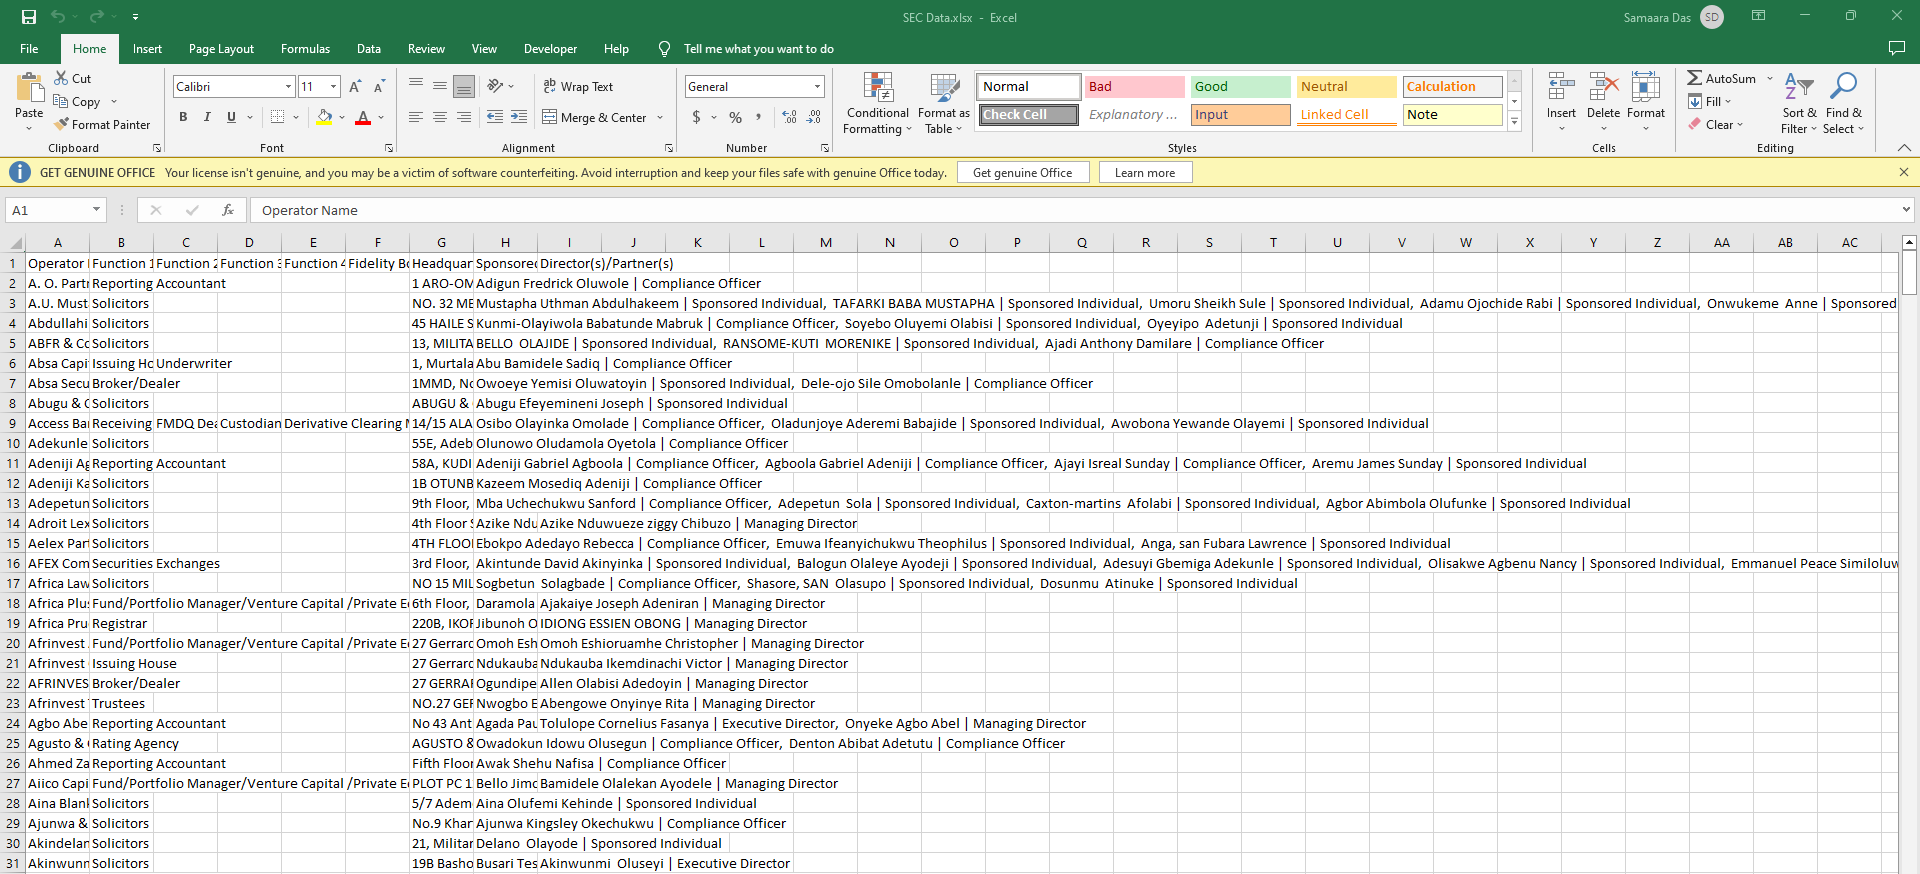 SEC Data.xlsx - Excel
Samaara Das SD
File Home Insert Page Layout Formulas Data Review View Developer Help Tell me what you want to do
Paste
Cut
Copy
Format Painter
Clipboard
Calibri 11
B I U
Font
Wrap Text
Merge & Center
Alignment
General
$ % ,
Number
Conditional Formatting
Format as Table
Normal Bad Good Neutral Calculation
Check Cell Explanatory ... Input Linked Cell Note
Styles
Insert Delete Format
Cells
AutoSum
Fill
Clear
Sort & Filter
Find & Select
Editing
GET GENUINE OFFICE Your license isn't genuine, and you may be a victim of software counterfeiting. Avoid interruption and keep your files safe with genuine Office today. Get genuine Office Learn more
A1 fx Operator Name
A B C D E F G H I J K L M N O P Q R S T U V W X Y Z AA AB AC
1 Operator Function 1 Function 2 Function 3 Function 4 Fidelity Bo Headquar Sponsored Director(s)/Partner(s)
2 A. O. Part Reporting Accountant 1 ARO-OM Adigun Fredrick Oluwole | Compliance Officer
3 A.U. Must Solicitors NO. 32 ME Mustapha Uthman Abdulhakeem | Sponsored Individual, TAFARKI BABA MUSTAPHA | Sponsored Individual, Umoru Sheikh Sule | Sponsored Individual, Adamu Ojochide Rabi | Sponsored Individual, Onwukeme Anne | Sponsored
4 Abdullahi Solicitors 45 HAILE S Kunmi-Olayiwola Babatunde Mabruk | Compliance Officer, Soyebo Oluyemi Olabisi | Sponsored Individual, Oyeyipo Adetunji | Sponsored Individual
5 ABFR & Co Solicitors 13, MILITA BELLO OLAJIDE | Sponsored Individual, RANSOME-KUTI MORENIKE | Sponsored Individual, Ajadi Anthony Damilare | Compliance Officer
6 Absa Capi Issuing Ho Underwriter 1, Murtala Abu Bamidele Sadiq | Compliance Officer
7 Absa Secu Broker/Dealer 1MMD, No Owoeye Yemisi Oluwatoyin | Sponsored Individual, Dele-ojo Sile Omobolanle | Compliance Officer
8 Abugu & C Solicitors ABUGU & Abugu Efeyemineni Joseph | Sponsored Individual
9 Access Ba Receiving FMDQ Dea Custodian Derivative Clearing M 14/15 ALA Osibo Olayinka Omolade | Compliance Officer, Oladunjoye Aderemi Babajide | Sponsored Individual, Awobona Yewande Olayemi | Sponsored Individual
10 Adekunle Solicitors 55E, Adeb Olunowo Oludamola Oyetola | Compliance Officer
11 Adeniji Ag Reporting Accountant 58A, KUDI Adeniji Gabriel Agboola | Compliance Officer, Agboola Gabriel Adeniji | Compliance Officer, Ajayi Isreal Sunday | Compliance Officer, Aremu James Sunday | Sponsored Individual
12 Adeniji Ka Solicitors 1B OTUNB Kazeem Mosediq Adeniji | Compliance Officer
13 Adepetun Solicitors 9th Floor, Mba Uchechukwu Sanford | Compliance Officer, Adepetun Sola | Sponsored Individual, Caxton-martins Afolabi | Sponsored Individual, Agbor Abimbola Olufunke | Sponsored Individual
14 Adroit Lex Solicitors 4th Floor S Azike Ndu Azike Nduwueze ziggy Chibuzo | Managing Director
15 Aelex Part Solicitors 4TH FLOO Ebokpo Adedayo Rebecca | Compliance Officer, Emuwa Ifeanyichukwu Theophilus | Sponsored Individual, Anga, san Fubara Lawrence | Sponsored Individual
16 AFEX Com Securities Exchanges 3rd Floor, Akintunde David Akinyinka | Sponsored Individual, Balogun Olaleye Ayodeji | Sponsored Individual, Adesuyi Gbemiga Adekunle | Sponsored Individual, Olisakwe Agbenu Nancy | Sponsored Individual, Emmanuel Peace Similoluw
17 Africa Law Solicitors NO 15 MIL Sogbetun Solagbade | Compliance Officer, Shasore, SAN Olasupo | Sponsored Individual, Dosunmu Atinuke | Sponsored Individual
18 Africa Plu Fund/Portfolio Manager/Venture Capital /Private E 6th Floor, Daramola Ajakaiye Joseph Adeniran | Managing Director
19 Africa Pru Registrar 220B, IKO Jibunoh O IDIONG ESSIEN OBONG | Managing Director
20 Afrinvest Fund/Portfolio Manager/Venture Capital /Private E 27 Gerrard Omoh Esh Omoh Eshioruamhe Christopher | Managing Director
21 Afrinvest Issuing House 27 Gerrard Ndukauba Ndukauba Ikemdinachi Victor | Managing Director
22 AFRINVES Broker/Dealer 27 GERRAR Ogundipe Allen Olabisi Adedoyin | Managing Director
23 Afrinvest Trustees NO.27 GER Nwogbo E Abengowe Onyinye Rita | Managing Director
24 Agbo Abe Reporting Accountant No 43 Ant Agada Pau Tolulope Cornelius Fasanya | Executive Director, Onyeke Agbo Abel | Managing Director
25 Agusto & Rating Agency AGUSTO & Owadokun Idowu Olusegun | Compliance Officer, Denton Abibat Adetutu | Compliance Officer
26 Ahmed Za Reporting Accountant Fifth Floor Awak Shehu Nafisa | Compliance Officer
27 Aiico Capi Fund/Portfolio Manager/Venture Capital /Private E PLOT PC 1 Bello Jimo Bamidele Olalekan Ayodele | Managing Director
28 Aina Blank Solicitors 5/7 Adem Aina Olufemi Kehinde | Sponsored Individual
29 Ajunwa & Solicitors No.9 Khar Ajunwa Kingsley Okechukwu | Compliance Officer
30 Akindelan Solicitors 21, Militar Delano Olayode | Sponsored Individual
31 Akinwunm Solicitors 19B Basho Busari Tes Akinwunmi Oluseyi | Executive Director